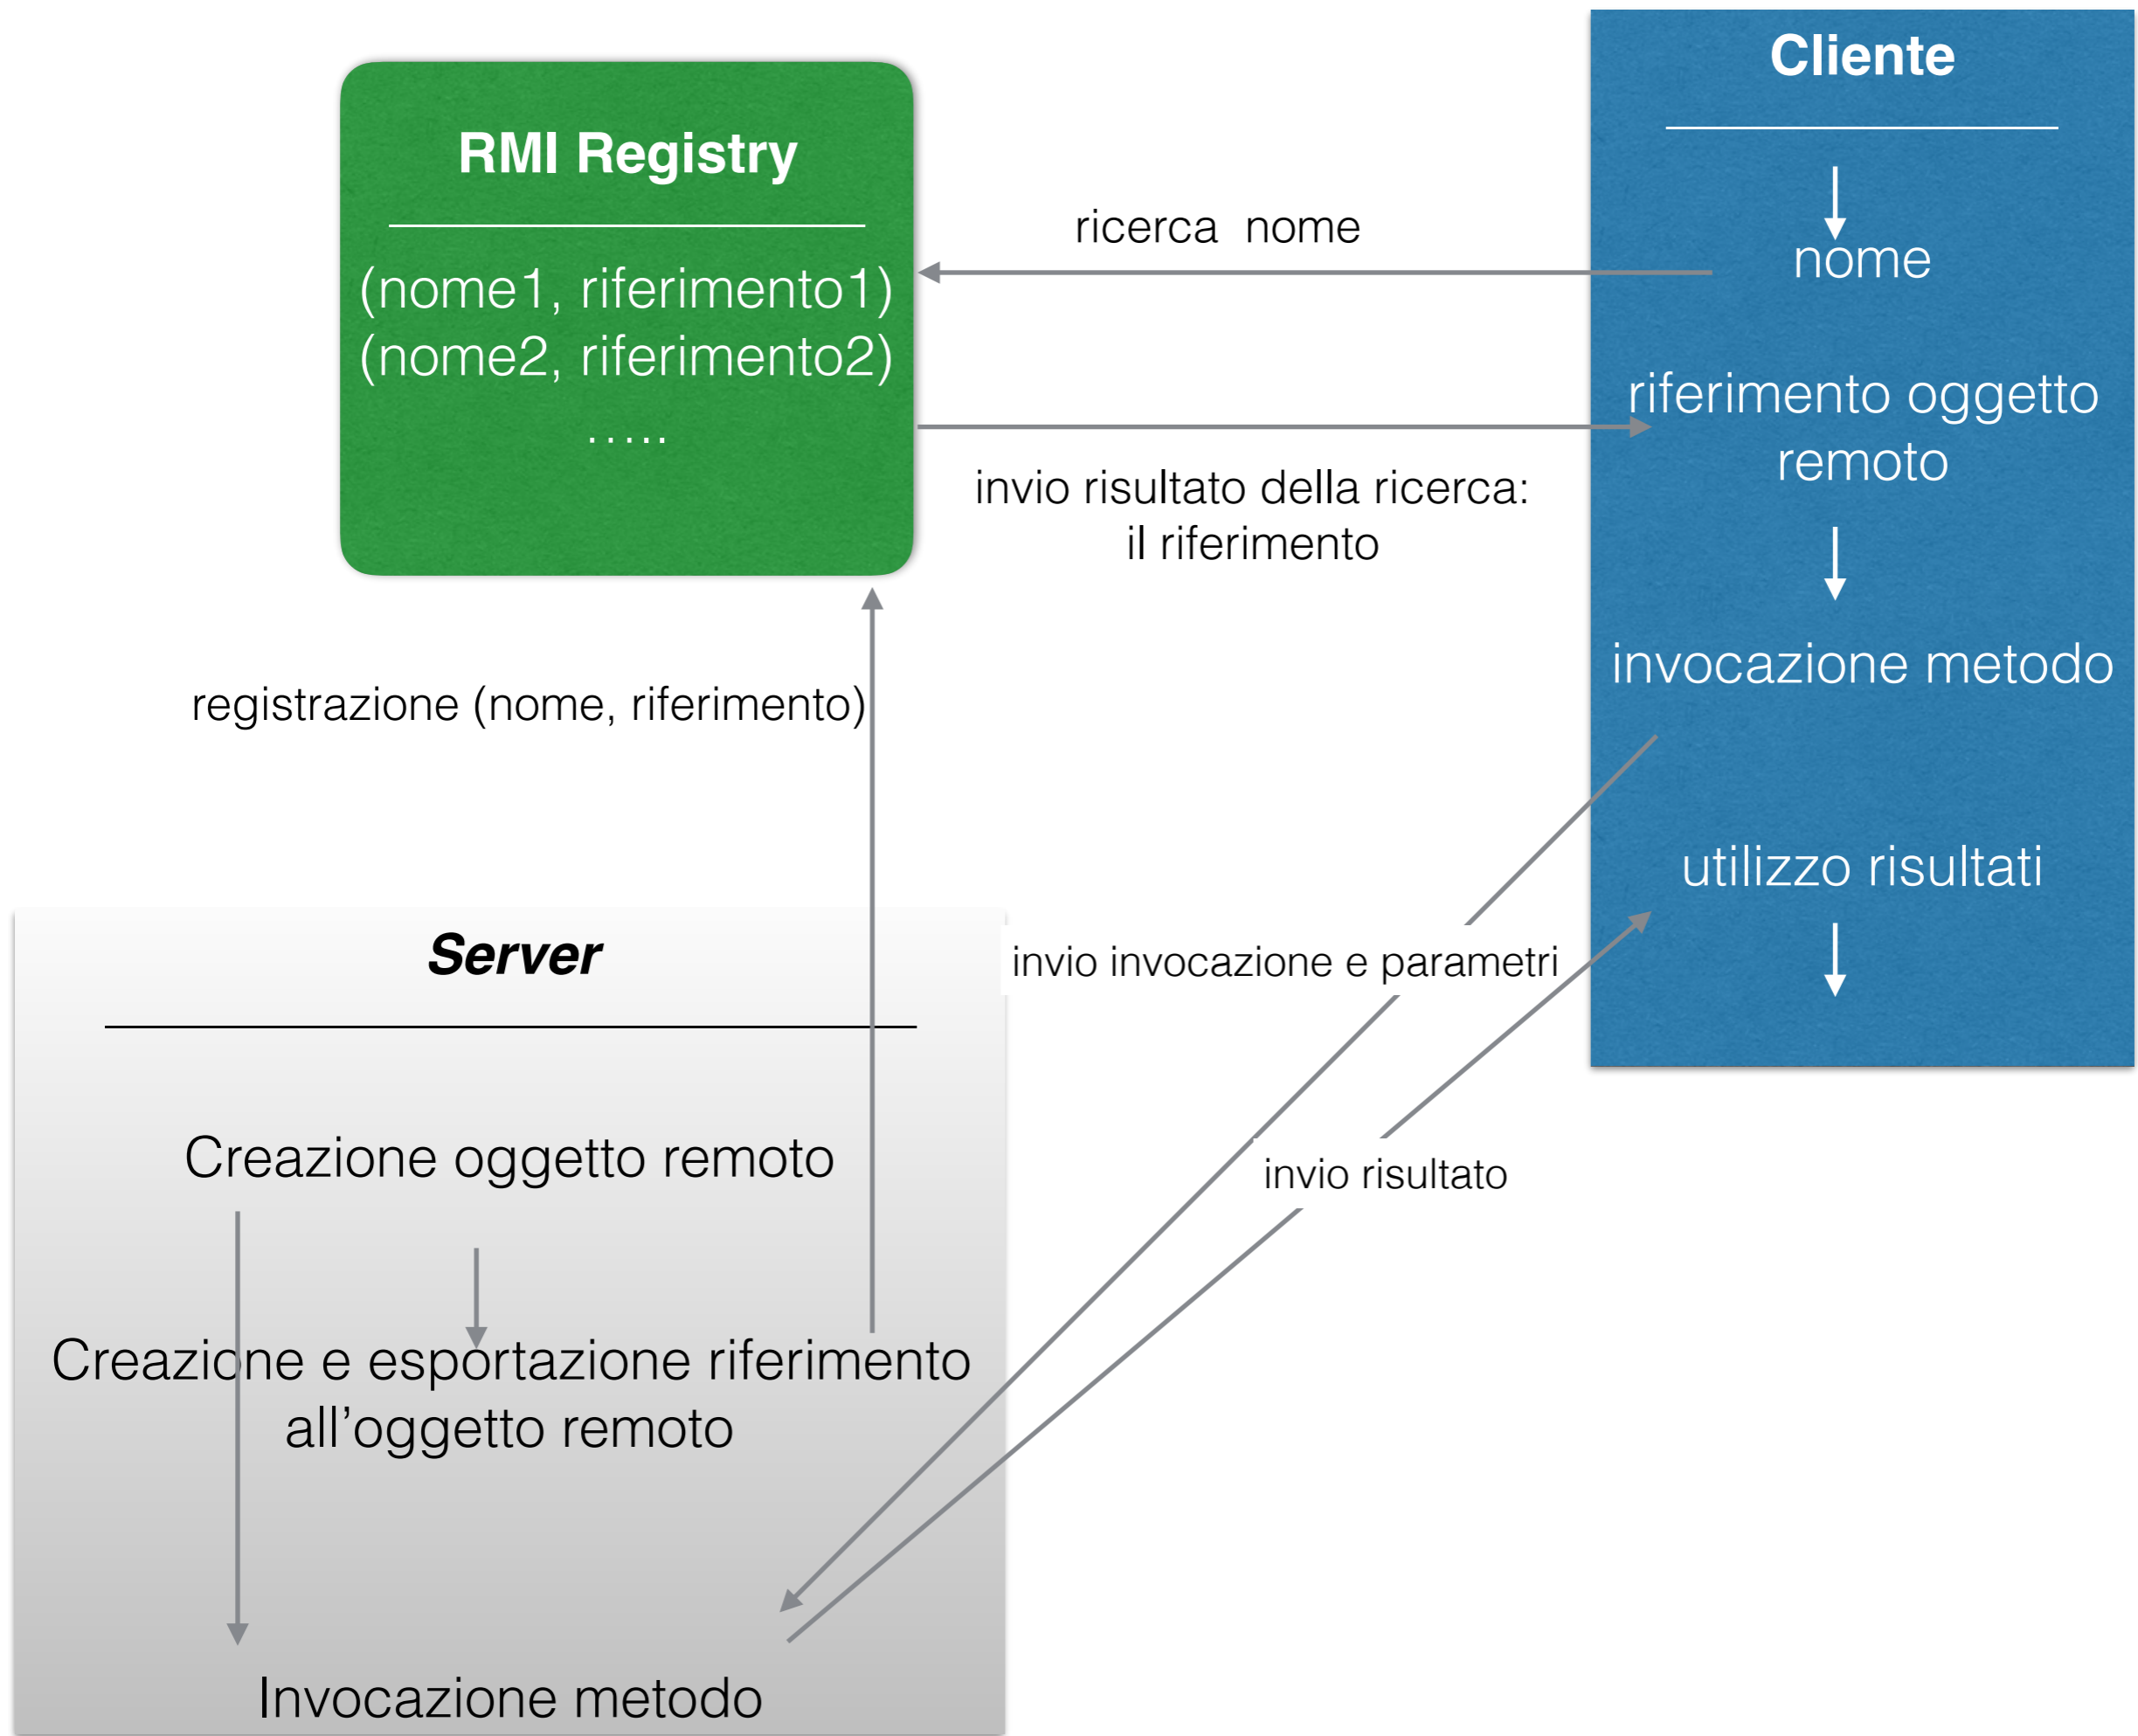 RMI Registry
(nome1, riferimento1)
(nome2, riferimento2)
.....
Cliente
nome
riferimento oggetto
remoto
invocazione metodo
utilizzo risultati
ricerca nome
invio risultato della ricerca:
il riferimento
registrazione (nome, riferimento)
invio invocazione e parametri
invio risultato
Server
Creazione oggetto remoto
Creazione e esportazione riferimento
all’oggetto remoto
Invocazione metodo